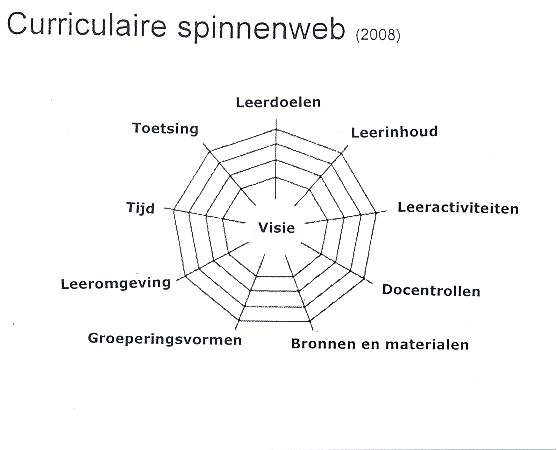 Curriculaire spinnenweb (2008)
Leerdoelen
Toetsing
Leerinhoud
Tijd
Leeractiviteiten
Visie
Leeromgeving
Docentrollen
Groeperingsvormen
Bronnen en materialen